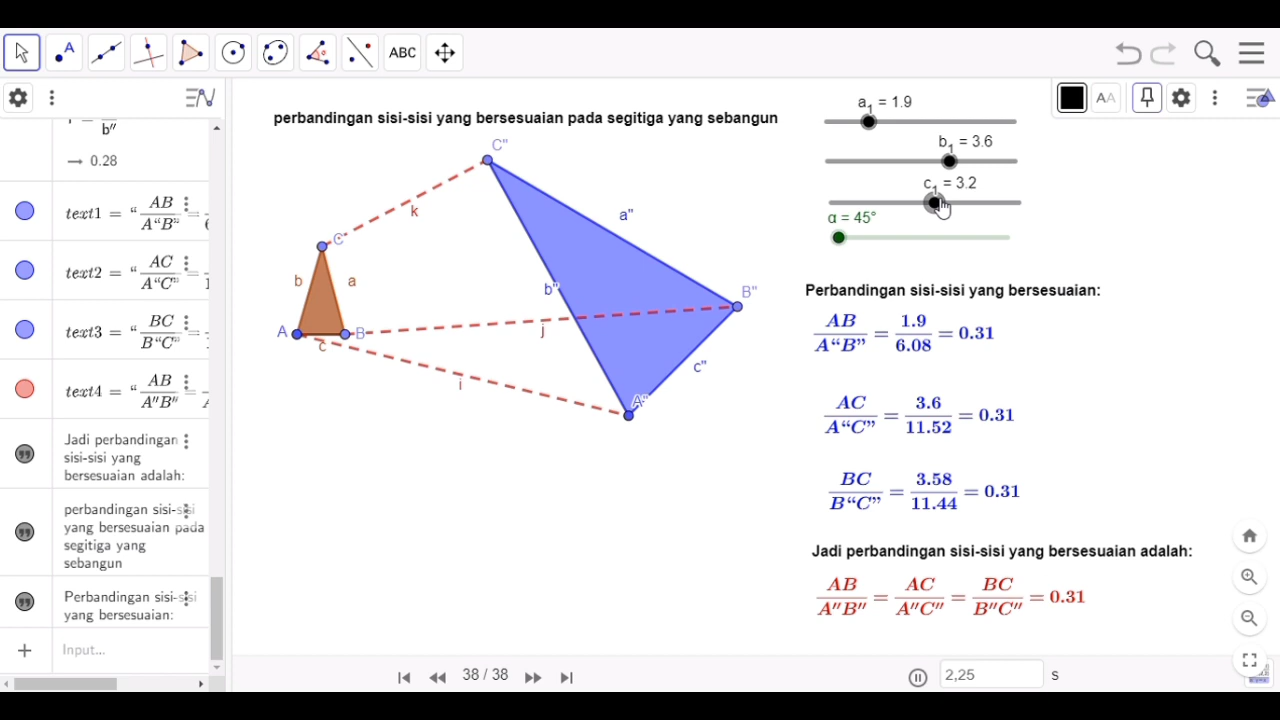 ABC
b″
→ 0.28
text1 = “ AB / A“B” =
text2 = “ AC / A“C” =
text3 = “ BC / B“C” =
text4 = “ AB / A″B″ =
Jadi perbandingan
sisi-sisi yang
bersesuaian adalah:
perbandingan sisi-sisi
yang bersesuaian pada
segitiga yang
sebangun
Perbandingan sisi-sisi
yang bersesuaian:
Input...
perbandingan sisi-sisi yang bersesuaian pada segitiga yang sebangun
C"
k
C
a"
b
a
b"
B"
A
B
j
c
c"
i
A"
a₁ = 1.9
b₁ = 3.6
c₁ = 3.2
α = 45°
AA
Perbandingan sisi-sisi yang bersesuaian:
AB / A“B” = 1.9 / 6.08 = 0.31
AC / A“C” = 3.6 / 11.52 = 0.31
BC / B“C” = 3.58 / 11.44 = 0.31
Jadi perbandingan sisi-sisi yang bersesuaian adalah:
AB / A″B″ = AC / A″C″ = BC / B″C″ = 0.31
38 / 38
2,25 s